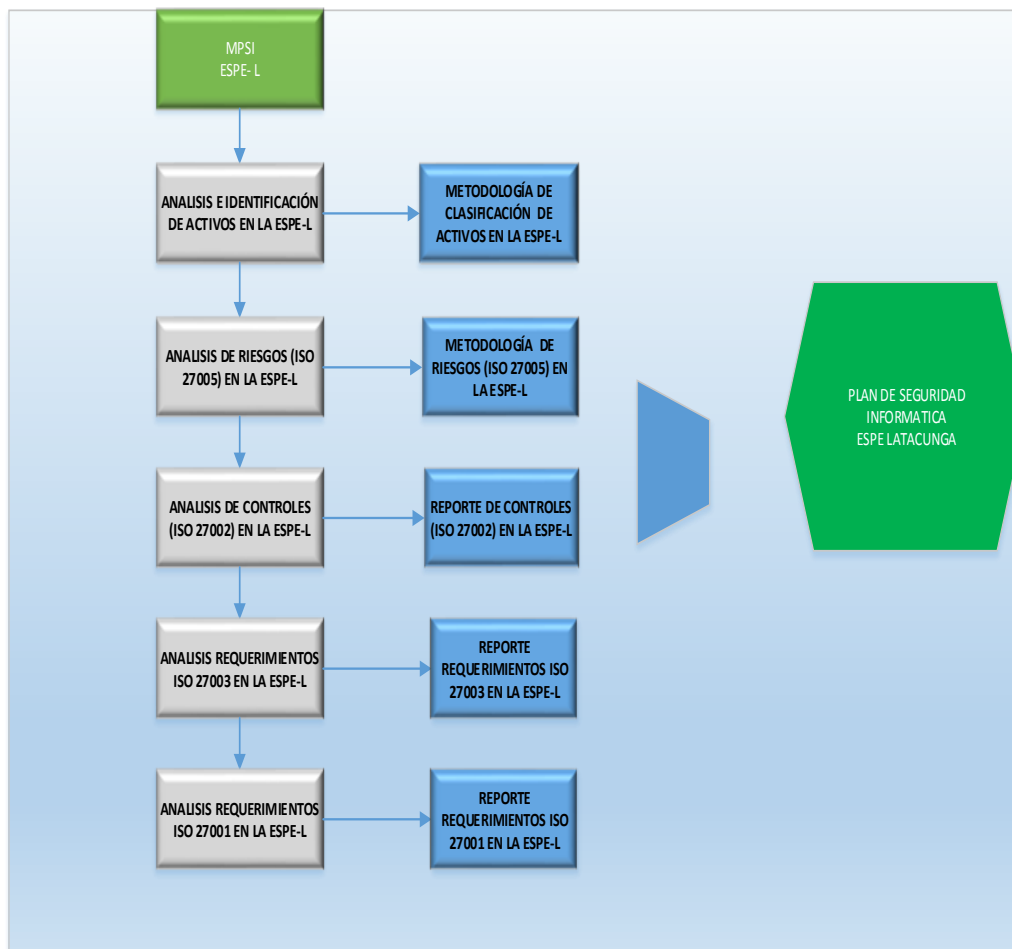 MPSI
ESPE- L
ANALISIS E IDENTIFICACIÓN
DE ACTIVOS EN LA ESPE-L
METODOLOGÍA DE
CLASIFICACIÓN DE
ACTIVOS EN LA ESPE-L
ANALISIS DE RIESGOS (ISO
27005) EN LA ESPE-L
METODOLOGÍA DE
RIESGOS (ISO 27005) EN
LA ESPE-L
PLAN DE SEGURIDAD
INFORMATICA
ESPE LATACUNGA
ANALISIS DE CONTROLES
(ISO 27002) EN LA ESPE-L
REPORTE DE CONTROLES
(ISO 27002) EN LA ESPE-L
ANALISIS REQUERIMIENTOS
ISO 27003 EN LA ESPE-L
REPORTE
REQUERIMIENTOS ISO
27003 EN LA ESPE-L
ANALISIS REQUERIMIENTOS
ISO 27001 EN LA ESPE-L
REPORTE
REQUERIMIENTOS ISO
27001 EN LA ESPE-L